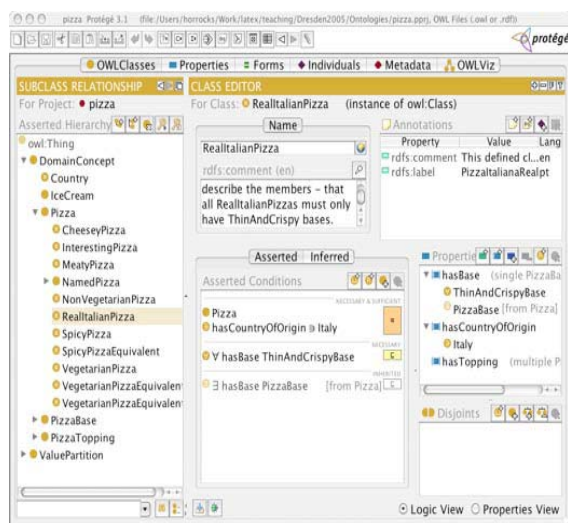 pizza Protégé 3.1 (file:/Users/horrocks/Work/latex/teaching/Dresden2005/Ontologies/pizza.pprj, OWL Files (.owl or .rdf))
protégé
OWLClasses Properties Forms Individuals Metadata OWLViz
SUBCLASS RELATIONSHIP
For Project: pizza
Asserted Hierarchy
owl:Thing
DomainConcept
Country
IceCream
Pizza
CheeseyPizza
InterestingPizza
MeatyPizza
NamedPizza
NonVegetarianPizza
RealItalianPizza
SpicyPizza
SpicyPizzaEquivalent
VegetarianPizza
VegetarianPizzaEquivalen
VegetarianPizzaEquivalen
PizzaBase
PizzaTopping
ValuePartition
CLASS EDITOR
For Class: RealItalianPizza (instance of owl:Class)
Name
RealItalianPizza
rdfs:comment (en)
describe the members – that
all RealItalianPizzas must only
have ThinAndCrispy bases.
Annotations
Property Value Lang
rdfs:comment This defined cl...en
rdfs:label PizzaItalianaRealpt
Asserted Inferred
Asserted Conditions
NECESSARY & SUFFICIENT
Pizza
hasCountryOfOrigin ∋ Italy
NECESSARY
∀ hasBase ThinAndCrispyBase
INHERITED
∃ hasBase PizzaBase [from Pizza]
Propertie
hasBase (single PizzaBa
ThinAndCrispyBase
PizzaBase [from Pizza]
hasCountryOfOrigin
Italy
hasTopping (multiple P
Disjoints
Logic View Properties View